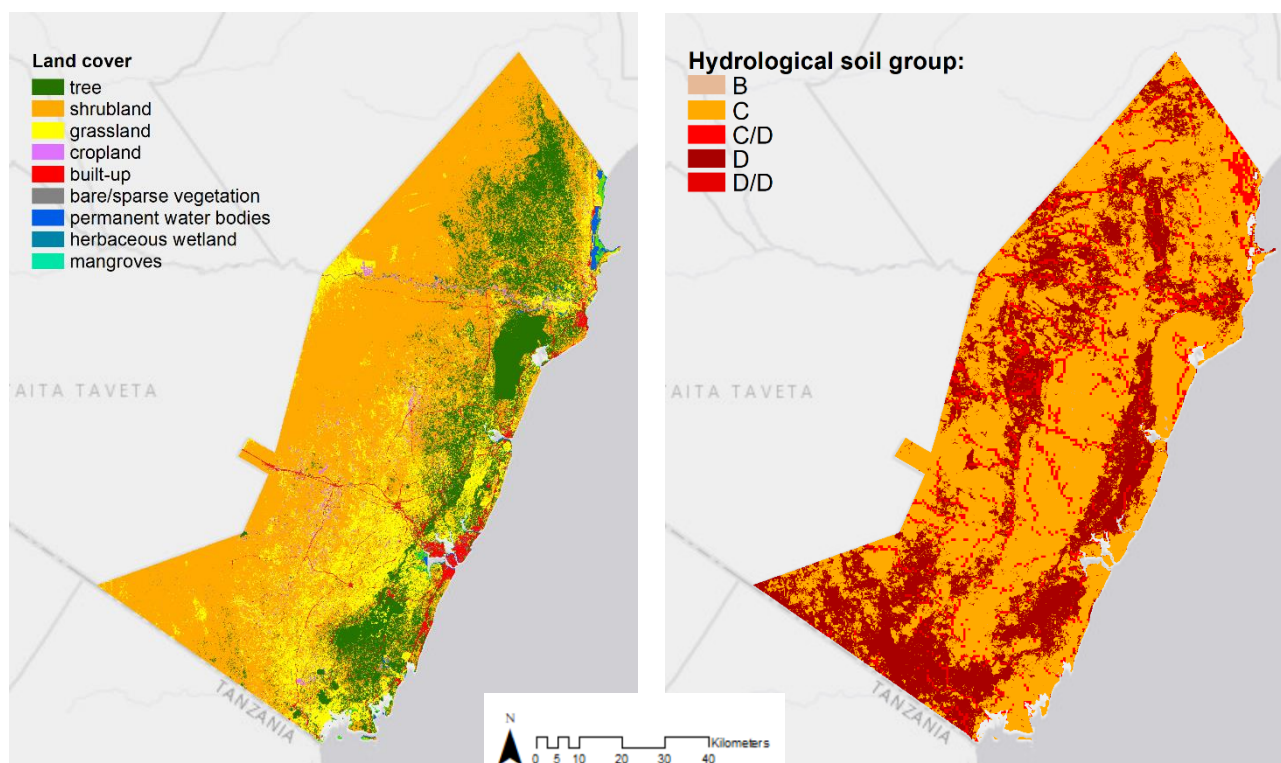 Land cover
tree
shrubland
grassland
cropland
built-up
bare/sparse vegetation
permanent water bodies
herbaceous wetland
mangroves
AITA TAVETA
TANZANIA
Hydrological soil group:
B
C
C/D
D
D/D
AITA TAVETA
TANZANIA
N
Kilometers
0 5 10 20 30 40